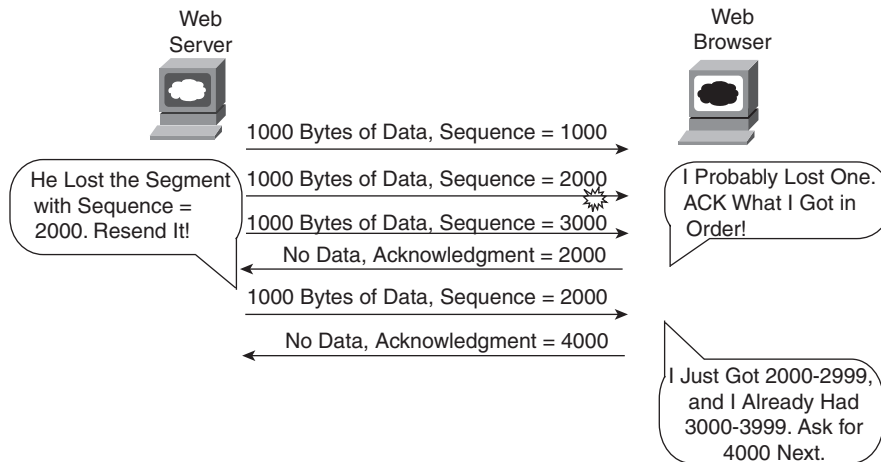 Web
Server
Web
Browser
1000 Bytes of Data, Sequence = 1000
He Lost the Segment
with Sequence =
2000. Resend It!
1000 Bytes of Data, Sequence = 2000
I Probably Lost One.
ACK What I Got in
Order!
1000 Bytes of Data, Sequence = 3000
No Data, Acknowledgment = 2000
1000 Bytes of Data, Sequence = 2000
No Data, Acknowledgment = 4000
I Just Got 2000-2999,
and I Already Had
3000-3999. Ask for
4000 Next.